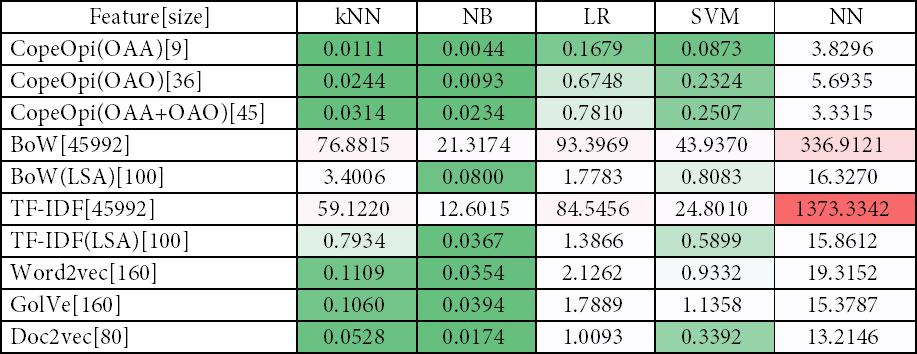 Feature[size] kNN NB LR SVM NN
CopeOpi(OAA)[9] 0.0111 0.0044 0.1679 0.0873 3.8296
CopeOpi(OAO)[36] 0.0244 0.0093 0.6748 0.2324 5.6935
CopeOpi(OAA+OAO)[45] 0.0314 0.0234 0.7810 0.2507 3.3315
BoW[45992] 76.8815 21.3174 93.3969 43.9370 336.9121
BoW(LSA)[100] 3.4006 0.0800 1.7783 0.8083 16.3270
TF-IDF[45992] 59.1220 12.6015 84.5456 24.8010 1373.3342
TF-IDF(LSA)[100] 0.7934 0.0367 1.3866 0.5899 15.8612
Word2vec[160] 0.1109 0.0354 2.1262 0.9332 19.3152
GolVe[160] 0.1060 0.0394 1.7889 1.1358 15.3787
Doc2vec[80] 0.0528 0.0174 1.0093 0.3392 13.2146